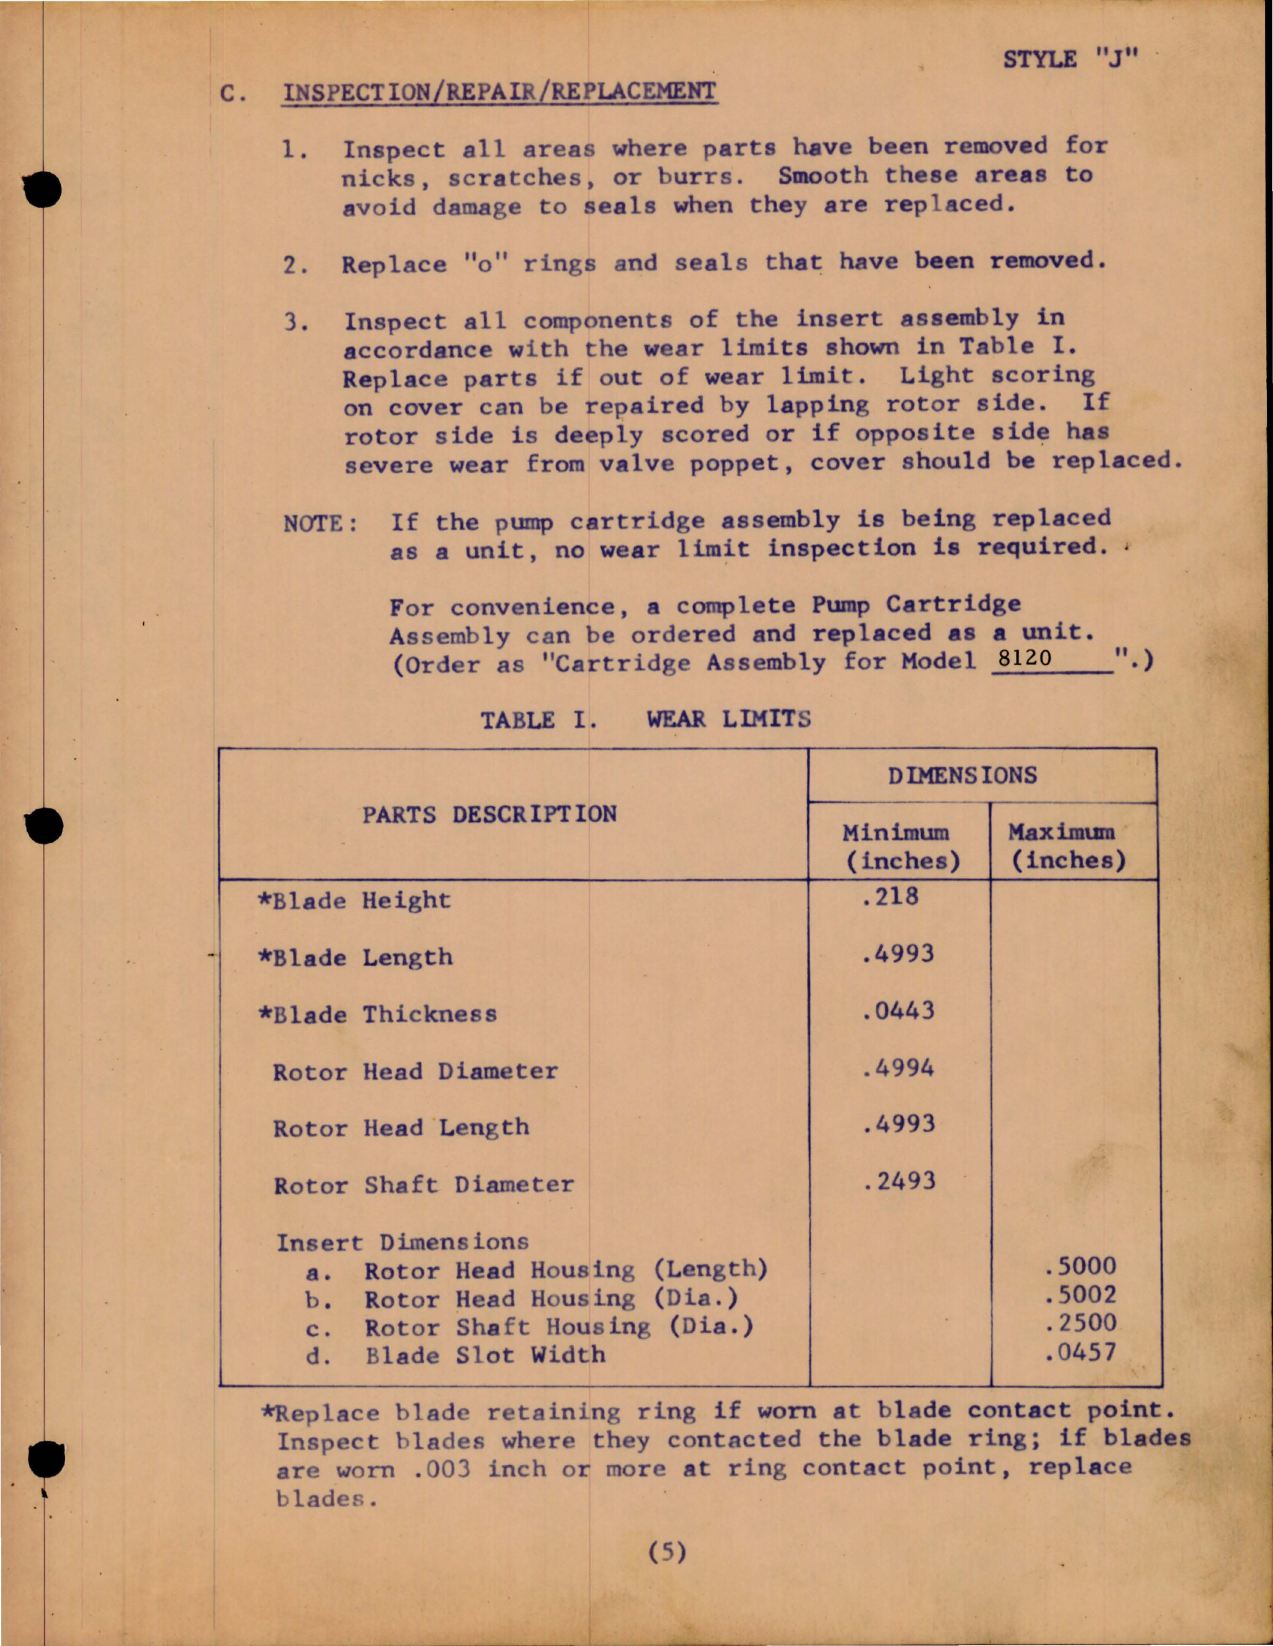 STYLE "J"
C. INSPECTION/REPAIR/REPLACEMENT
1. Inspect all areas where parts have been removed for
nicks, scratches, or burrs. Smooth these areas to
avoid damage to seals when they are replaced.
2. Replace "o" rings and seals that have been removed.
3. Inspect all components of the insert assembly in
accordance with the wear limits shown in Table I.
Replace parts if out of wear limit. Light scoring
on cover can be repaired by lapping rotor side. If
rotor side is deeply scored or if opposite side has
severe wear from valve poppet, cover should be replaced.
NOTE: If the pump cartridge assembly is being replaced
as a unit, no wear limit inspection is required.
For convenience, a complete Pump Cartridge
Assembly can be ordered and replaced as a unit.
(Order as "Cartridge Assembly for Model 8120 ".)
TABLE I. WEAR LIMITS
DIMENSIONS
PARTS DESCRIPTION
Minimum Maximum
(inches) (inches)
*Blade Height .218
*Blade Length .4993
*Blade Thickness .0443
Rotor Head Diameter .4994
Rotor Head Length .4993
Rotor Shaft Diameter .2493
Insert Dimensions
a. Rotor Head Housing (Length) .5000
b. Rotor Head Housing (Dia.) .5002
c. Rotor Shaft Housing (Dia.) .2500
d. Blade Slot Width .0457
*Replace blade retaining ring if worn at blade contact point.
Inspect blades where they contacted the blade ring; if blades
are worn .003 inch or more at ring contact point, replace
blades.
(5)